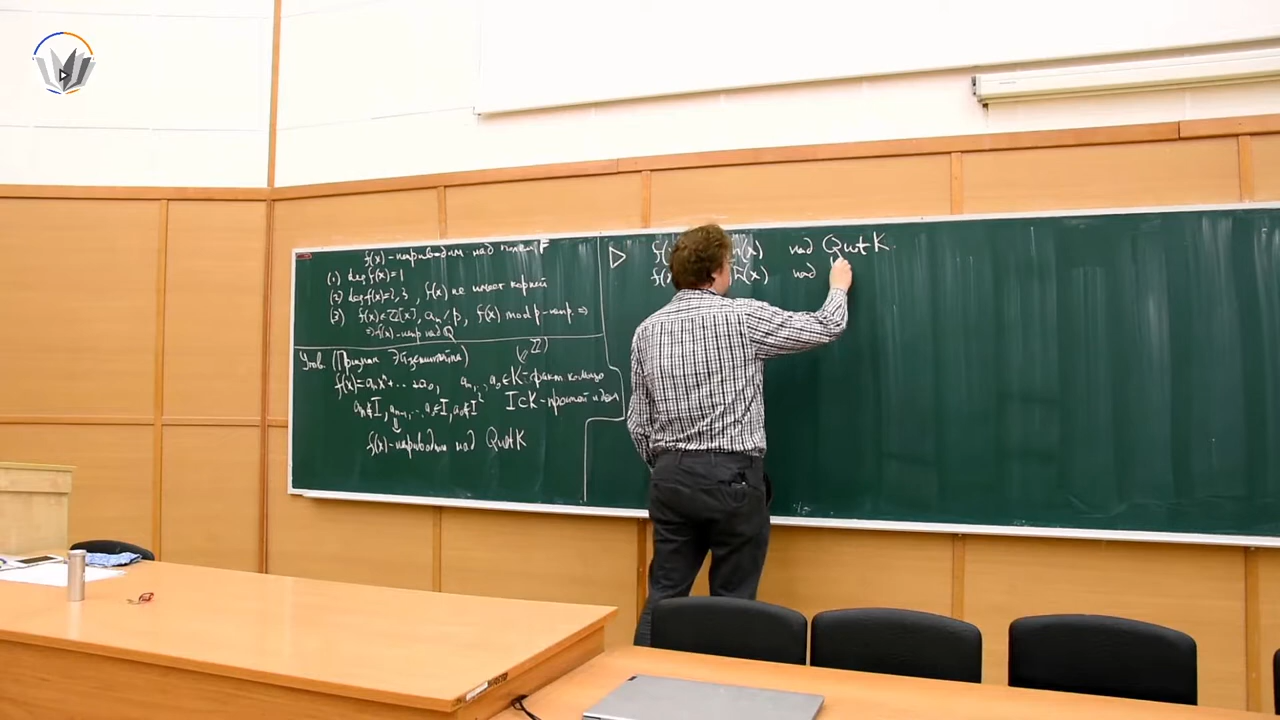 f(x) - неприводим над полем F
(1) deg f(x)=1
(2) deg f(x)=2,3, f(x) не имеет корней
(3) f(x)∈ℤ[x], aₙ⁄p, f(x) mod p - непр. ⇒
⇒ f(x) - непр над ℚ
Утв. (Признак Эйзенштейна)
f(x)=aₙxⁿ+...+a₀, aₙ,..,a₀∈K - факт. кольцо
aₙ∉I, aₙ₋₁,..,a₀∈I, a₀∉I² I⊂K - простой идеал
⇓
f(x) - неприводим над Quot K
▷ (x) над Quot K.
(x) над